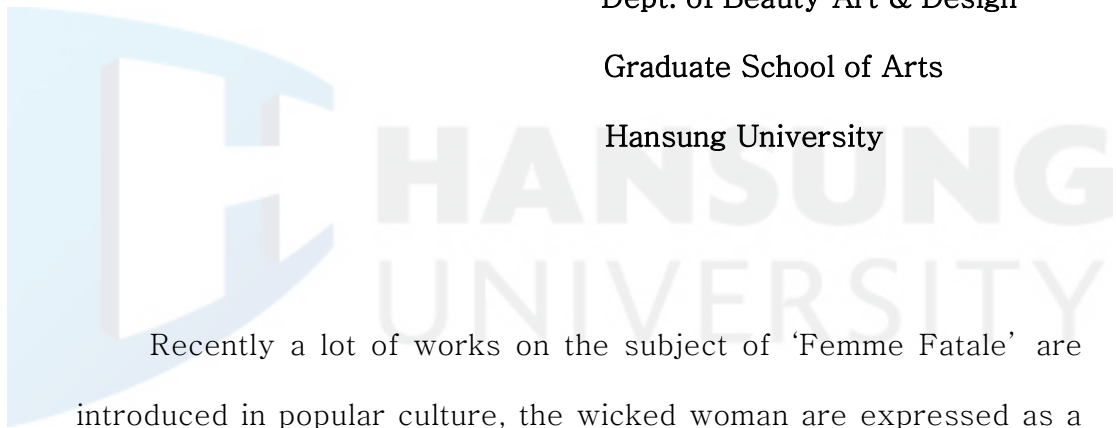 Dept. of Beauty Art & Design
Graduate School of Arts
Hansung University
HANSUNG
UNIVERSITY
Recently a lot of works on the subject of ‘Femme Fatale’ are
introduced in popular culture, the wicked woman are expressed as a